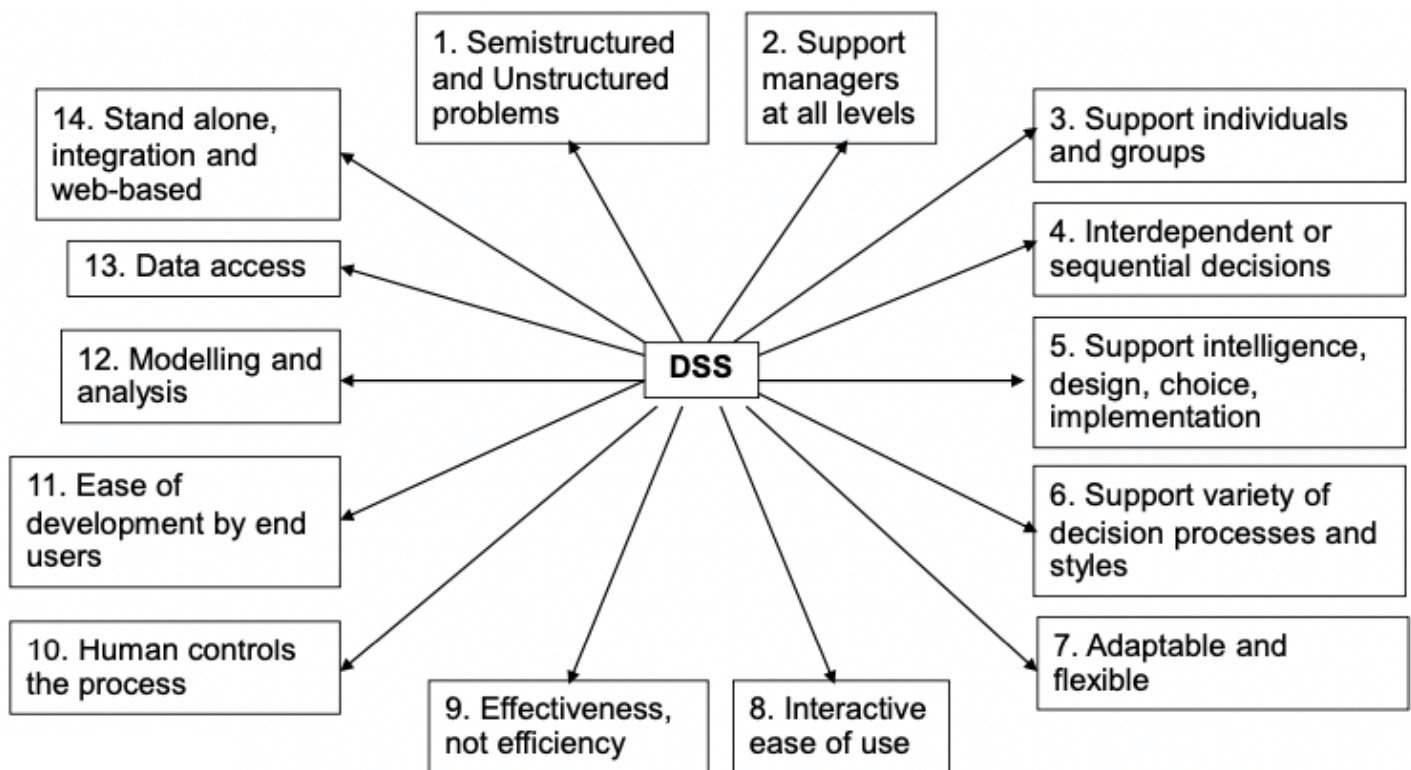 1. Semistructured
and Unstructured
problems
2. Support
managers
at all levels
3. Support individuals
and groups
4. Interdependent or
sequential decisions
5. Support intelligence,
design, choice,
implementation
6. Support variety of
decision processes and
styles
7. Adaptable and
flexible
8. Interactive
ease of use
9. Effectiveness,
not efficiency
10. Human controls
the process
11. Ease of
development by end
users
12. Modelling and
analysis
13. Data access
14. Stand alone,
integration and
web-based
DSS